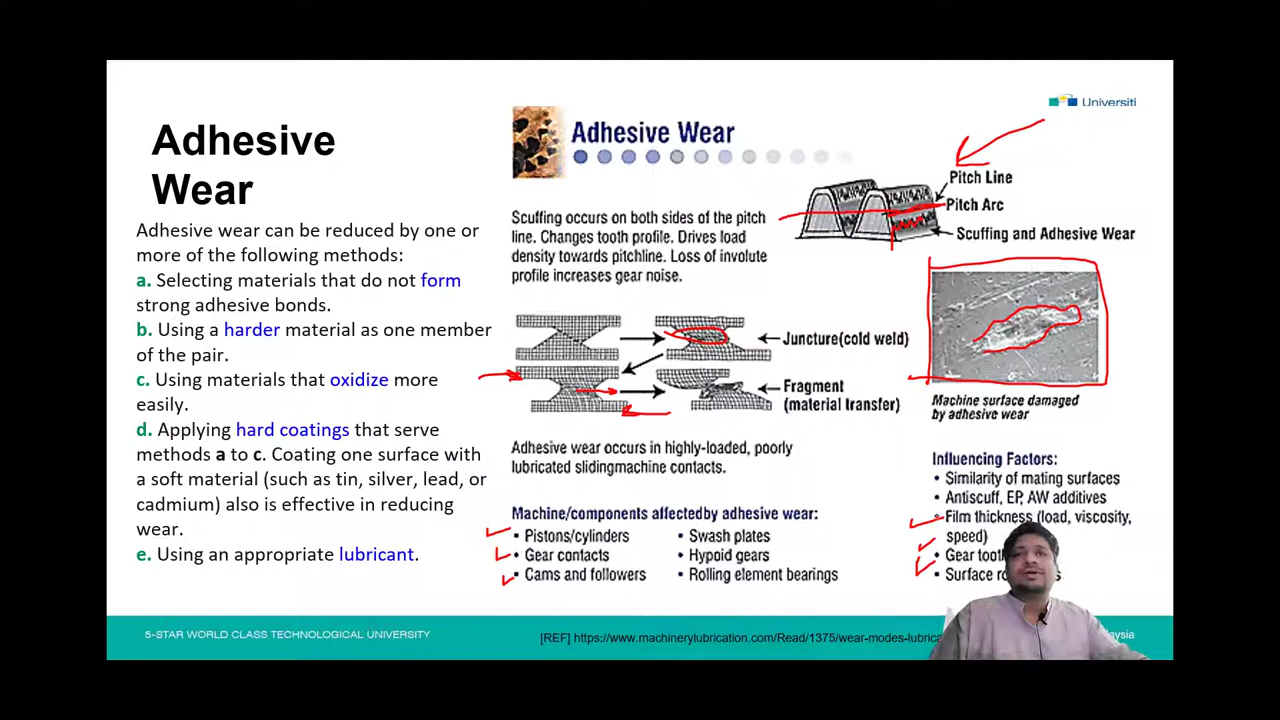 Adhesive
Wear
Adhesive wear can be reduced by one or
more of the following methods:
a. Selecting materials that do not form
strong adhesive bonds.
b. Using a harder material as one member
of the pair.
c. Using materials that oxidize more
easily.
d. Applying hard coatings that serve
methods a to c. Coating one surface with
a soft material (such as tin, silver, lead, or
cadmium) also is effective in reducing
wear.
e. Using an appropriate lubricant.
Universiti
Adhesive Wear
Scuffing occurs on both sides of the pitch
line. Changes tooth profile. Drives load
density towards pitchline. Loss of involute
profile increases gear noise.
Pitch Line
Pitch Arc
Scuffing and Adhesive Wear
Juncture(cold weld)
Fragment
(material transfer)
Machine surface damaged
by adhesive wear
Adhesive wear occurs in highly-loaded, poorly
lubricated slidingmachine contacts.
Machine/components affectedby adhesive wear:
• Pistons/cylinders
• Gear contacts
• Cams and followers
• Swash plates
• Hypoid gears
• Rolling element bearings
Influencing Factors:
• Similarity of mating surfaces
• Antiscuff, EP, AW additives
• Film thickness (load, viscosity,
speed)
• Gear
• Surface
5-STAR WORLD CLASS TECHNOLOGICAL UNIVERSITY
[REF] https://www.machinerylubrication.com/Read/1375/wear-modes-lubrica